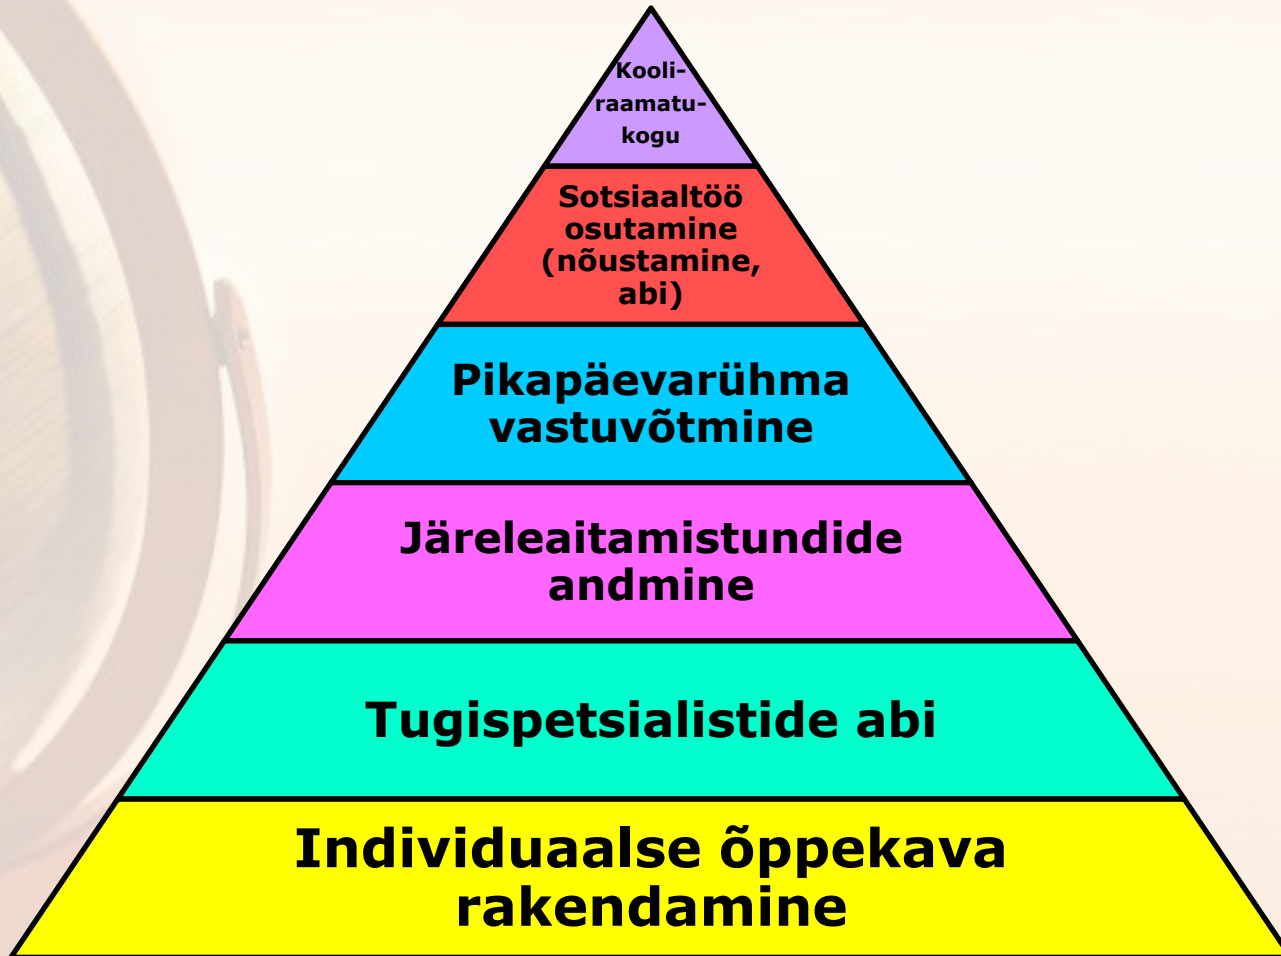 Kooli-
raamatu-
kogu
Sotsiaaltöö
osutamine
(nõustamine,
abi)
Pikapäevarühma
vastuvõtmine
Järeleaitamistundide
andmine
Tugispetsialistide abi
Individuaalse õppekava
rakendamine